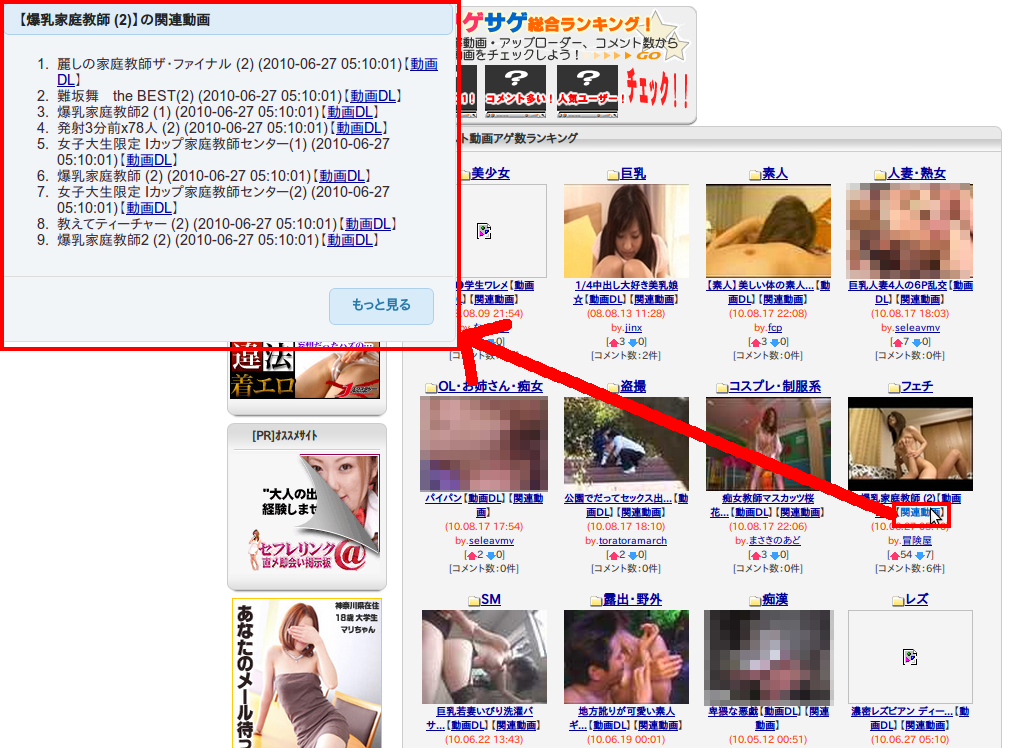 【爆乳家庭教師 (2)】の関連動画
1. 麗しの家庭教師ザ・ファイナル (2) (2010-06-27 05:10:01)【動画
DL】
2. 難坂舞　the BEST(2) (2010-06-27 05:10:01)【動画DL】
3. 爆乳家庭教師2 (1) (2010-06-27 05:10:01)【動画DL】
4. 発射3分前x78人 (2) (2010-06-27 05:10:01)【動画DL】
5. 女子大生限定 Iカップ家庭教師センター(1) (2010-06-27
05:10:01)【動画DL】
6. 爆乳家庭教師 (2) (2010-06-27 05:10:01)【動画DL】
7. 女子大生限定 Iカップ家庭教師センター(2) (2010-06-27
05:10:01)【動画DL】
8. 教えてティーチャー (2) (2010-06-27 05:10:01)【動画DL】
9. 爆乳家庭教師2 (2) (2010-06-27 05:10:01)【動画DL】
もっと見る
ゲサゲ総合ランキング！
動画・アップローダー、コメント数から
画をチェックしよう！ GO
? ?
コメント多い! 人気ユーザー! チェック!!
ト動画アゲ数ランキング
美少女 巨乳 素人 人妻・熟女
1/4中出し大好き美乳娘
☆【動画DL】【関連動画】
(08.08.13 11:28)
by.jinx
[3 0]
[コメント数:2件]
【素人】美しい体の素人...【動
画DL】【関連動画】
(10.08.17 22:08)
by.fcp
[3 0]
[コメント数:0件]
巨乳人妻4人の6P乱交【動画
DL】【関連動画】
(10.08.17 18:03)
by.seleavmv
[7 0]
[コメント数:0件]
違法
着エロ
[PR]オススメサイト
"大人の出
経験しませ
セフレリンク@
直メ即会い掲示板
神奈川県在住
18歳 大学生
マリちゃん
あなたのメール待っ
OL・お姉さん・痴女 盗撮 コスプレ・制服系 フェチ
パイパン【動画DL】【関連動
画】
(10.08.17 17:54)
by.seleavmv
[2 0]
[コメント数:0件]
公園でだってセックス出...【動
画DL】【関連動画】
(10.08.17 18:10)
by.toratoramarch
[2 0]
[コメント数:0件]
痴女教師マスカッツ桜
花...【動画DL】【関連動画】
(10.08.17 22:06)
by.まさきのあど
[3 0]
[コメント数:0件]
爆乳家庭教師 (2)【動画
【関連動画】
by.冒険屋
[54 7]
[コメント数:6件]
SM 露出・野外 痴漢 レズ
巨乳若妻いびり洗濯バ
サ...【動画DL】【関連動画】
(10.06.22 13:43)
地方訛りが可愛い素人
ギ...【動画DL】【関連動画】
(10.06.19 00:01)
卑猥な悪戯【動画DL】【関連
動画】
(10.05.12 00:51)
濃密レズビアン ディー...【動
画DL】【関連動画】
(10.06.27 05:10)